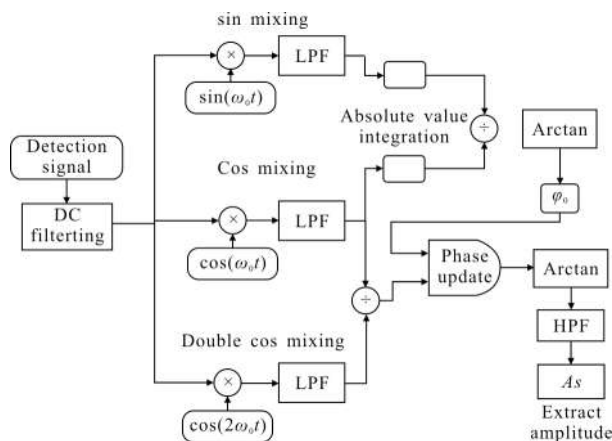 sin mixing
×
LPF
sin(ω₀t)
Absolute value
integration
÷
Arctan
Detection
signal
Cos mixing
φ₀
DC
filterting
×
LPF
cos(ω₀t)
Phase
update
Arctan
÷
HPF
Double cos mixing
×
LPF
As
cos(2ω₀t)
Extract
amplitude